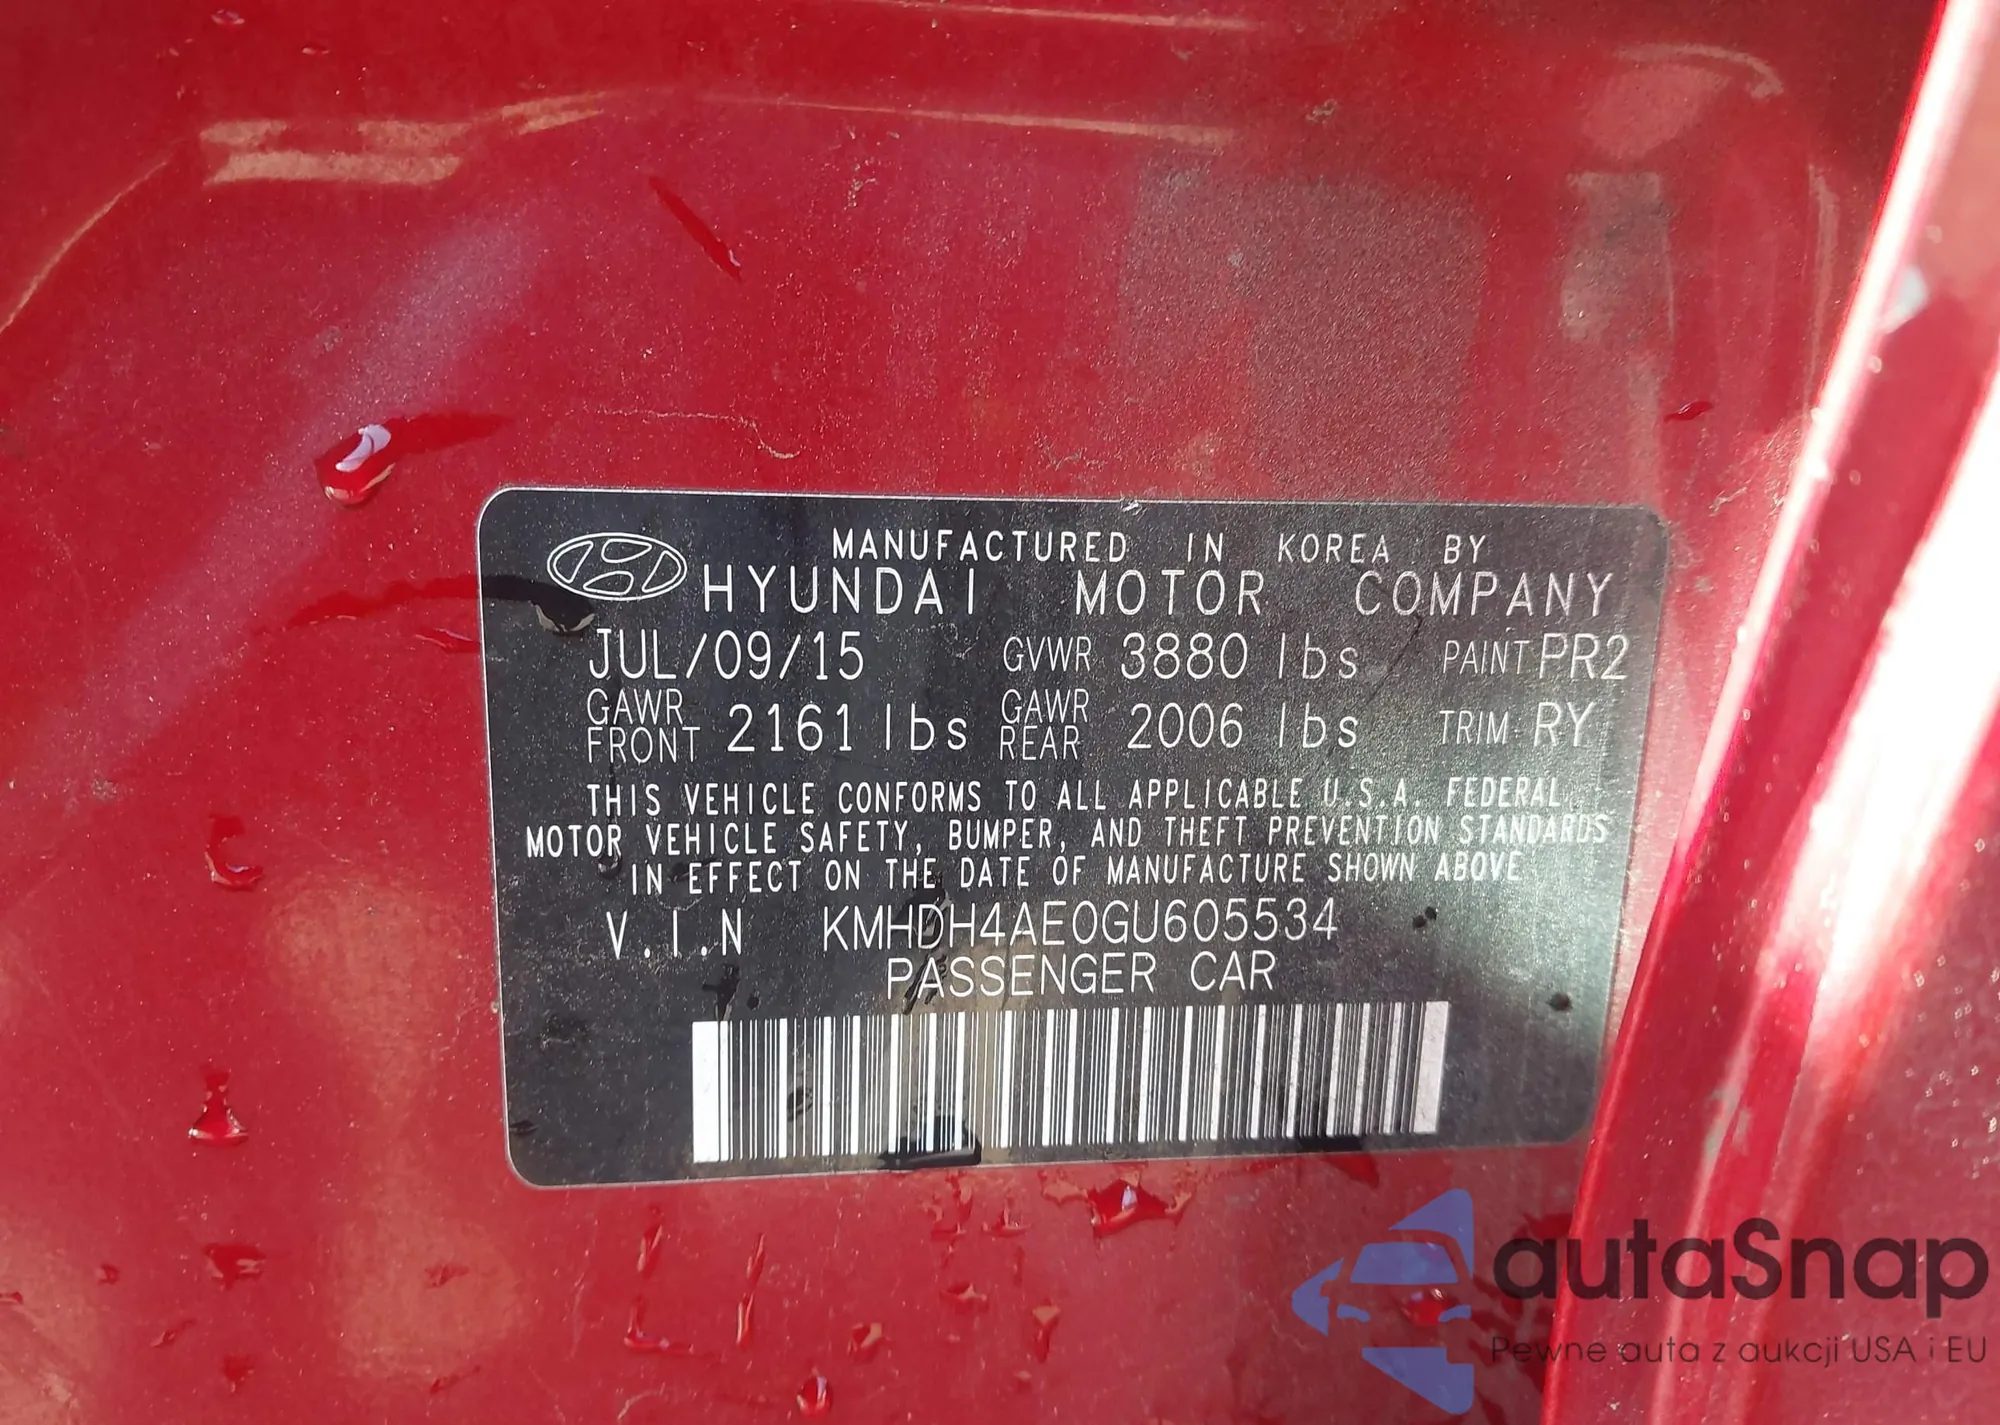 MANUFACTURED IN KOREA BY
HYUNDAI MOTOR COMPANY
JUL/09/15 GVWR 3880 lbs PAINT PR2
GAWR FRONT 2161 lbs GAWR REAR 2006 lbs TRIM: RY
THIS VEHICLE CONFORMS TO ALL APPLICABLE U.S.A. FEDERAL
MOTOR VEHICLE SAFETY, BUMPER, AND THEFT PREVENTION STANDARDS
IN EFFECT ON THE DATE OF MANUFACTURE SHOWN ABOVE
V.I.N KMHDH4AE0GU605534
PASSENGER CAR
autaSnap
Pewne auta z aukcji USA i EU